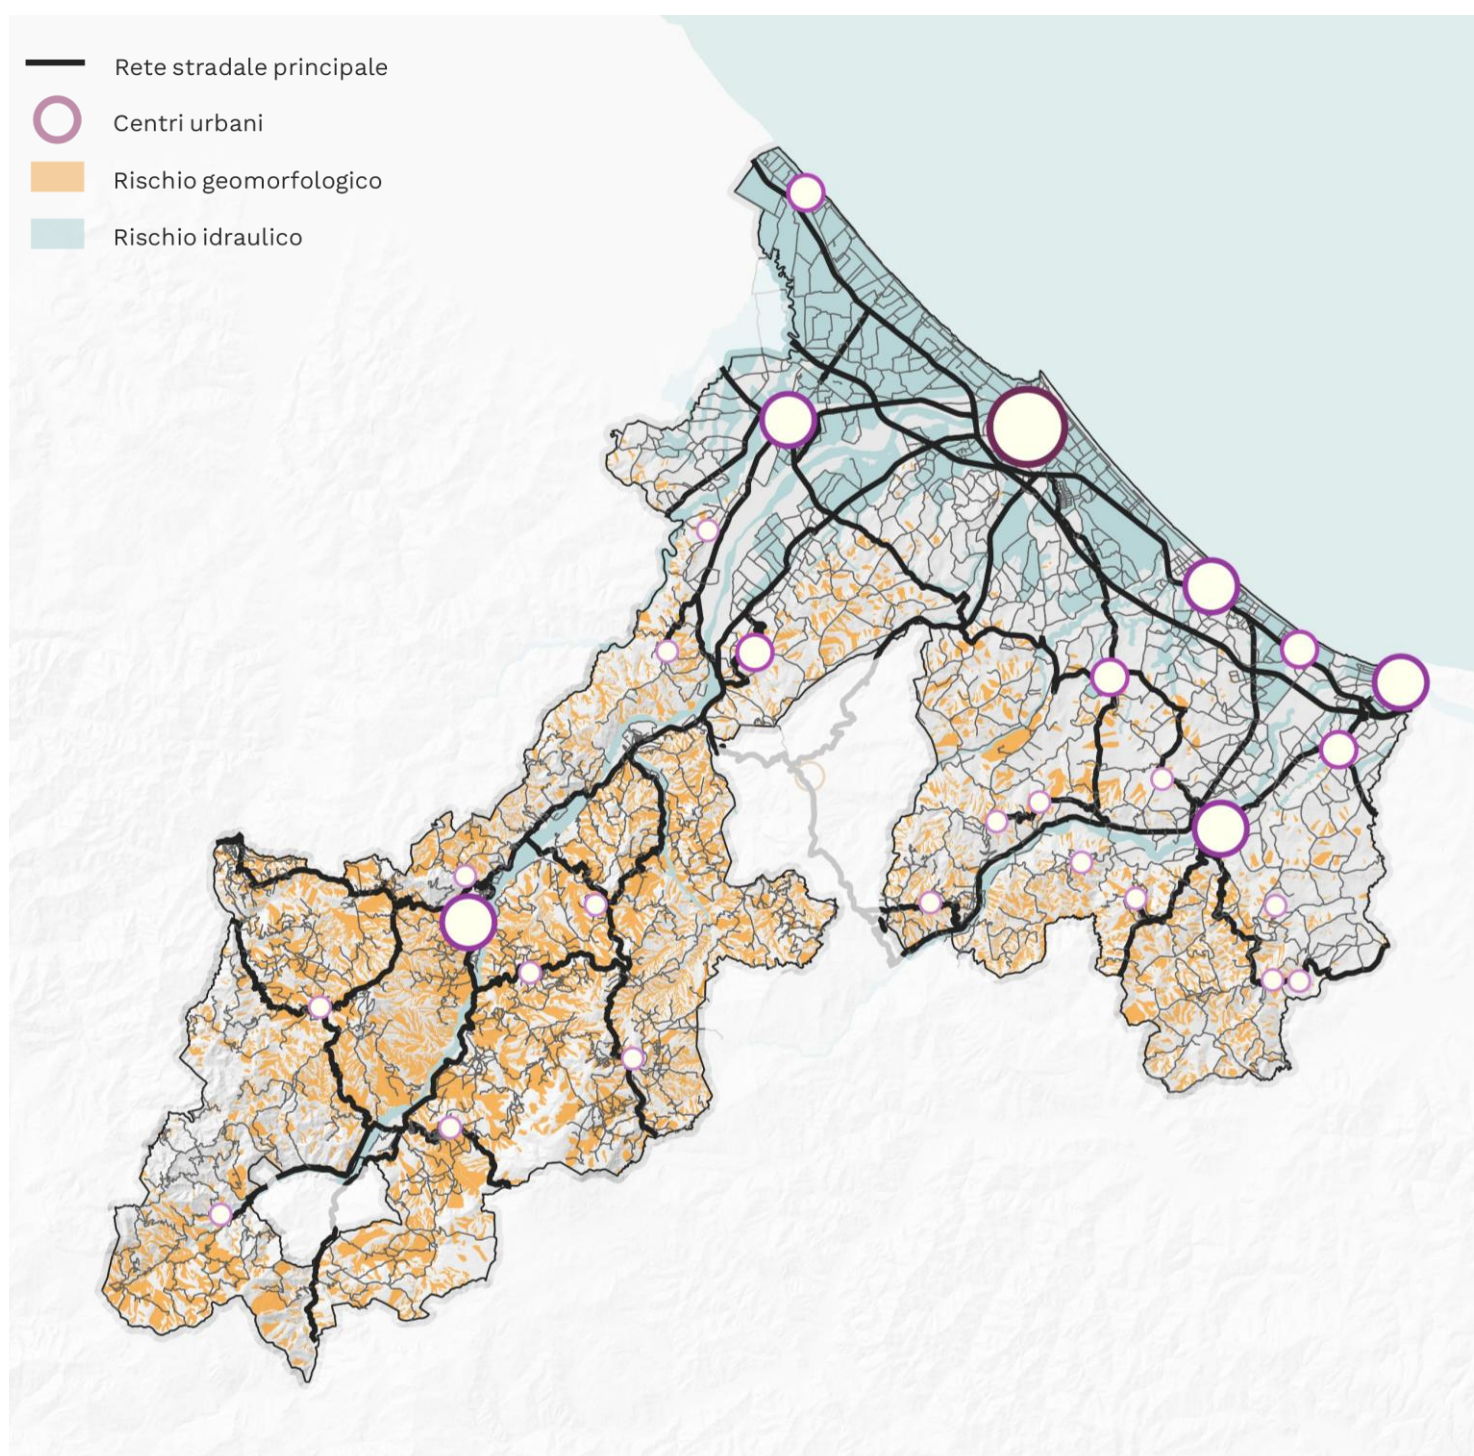 Rete stradale principale
Centri urbani
Rischio geomorfologico
Rischio idraulico